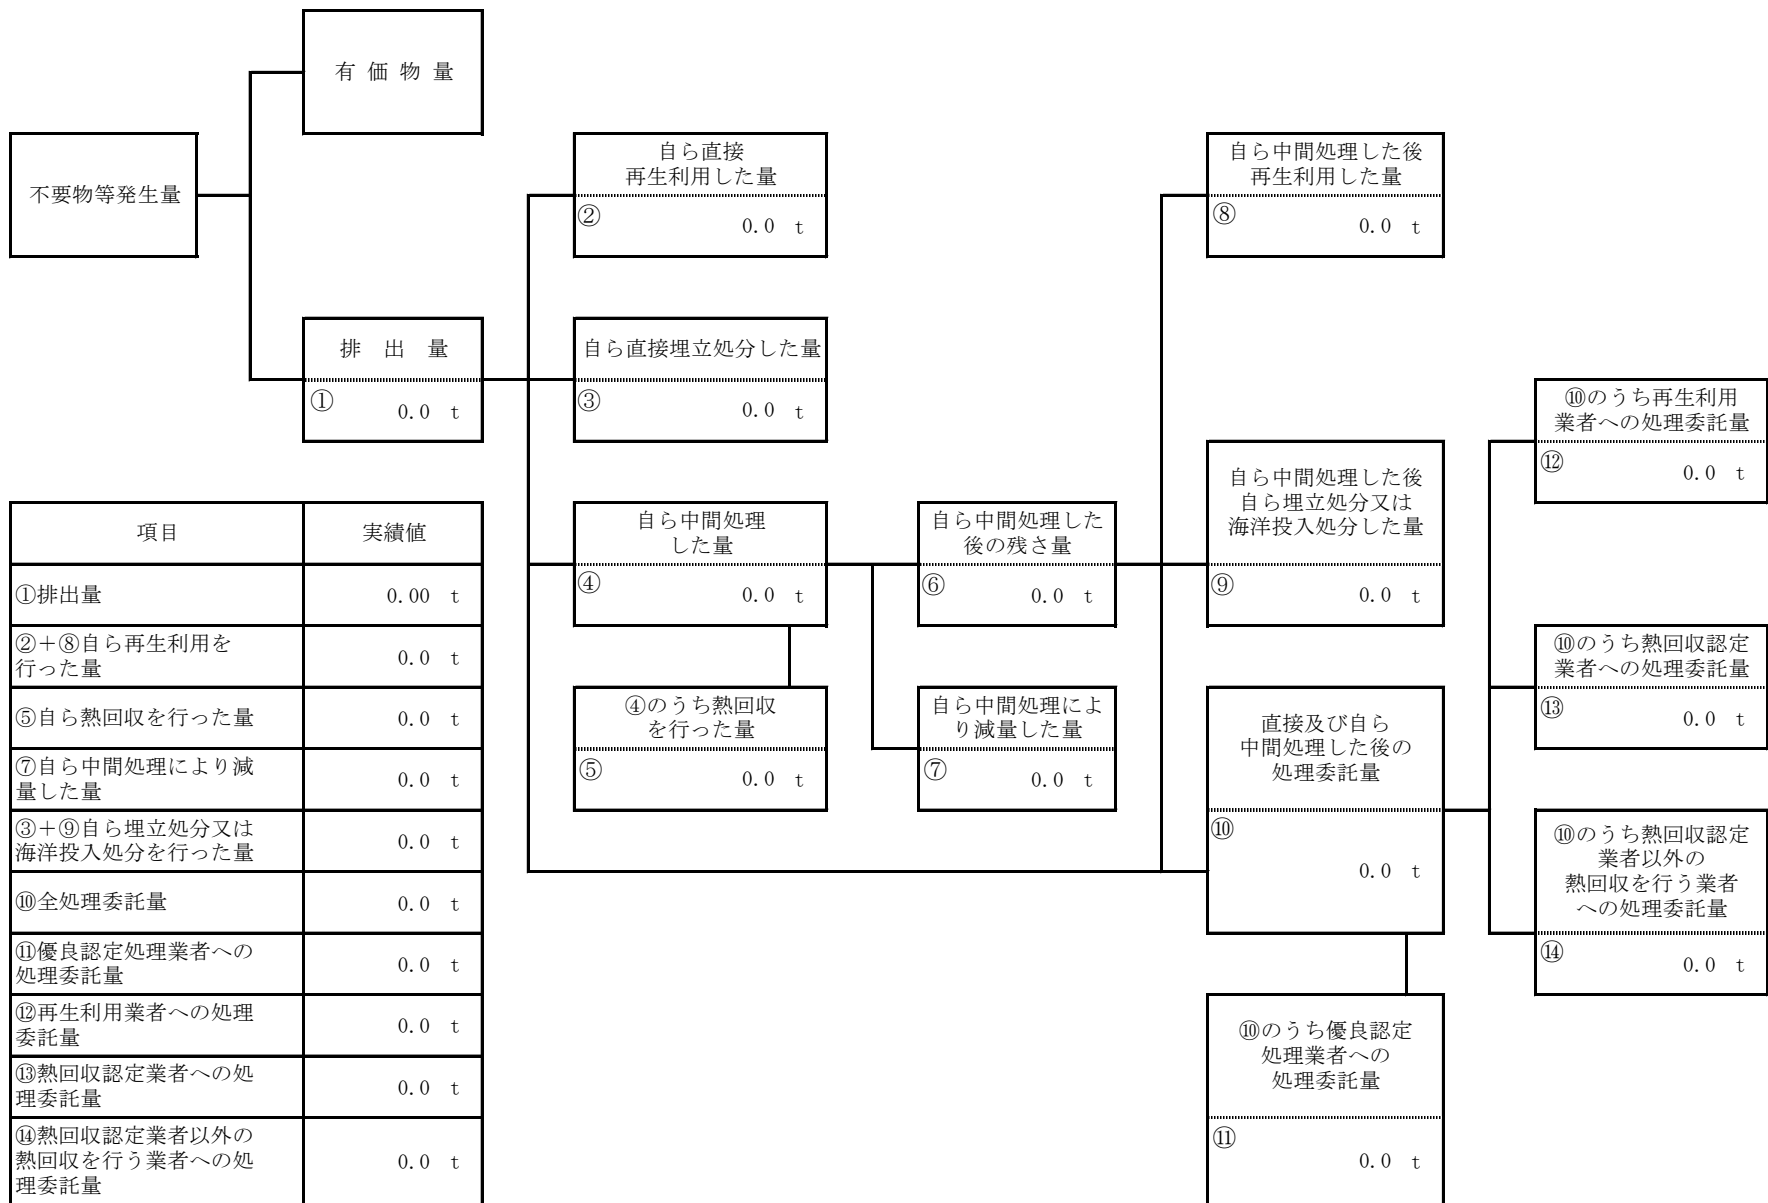 有 価 物 量
不要物等発生量
自ら直接
再生利用した量
② 0.0 t
自ら中間処理した後
再生利用した量
⑧ 0.0 t
排 出 量
① 0.0 t
自ら直接埋立処分した量
③ 0.0 t
⑩のうち再生利用
業者への処理委託量
⑫ 0.0 t
自ら中間処理した後
自ら埋立処分又は
海洋投入処分した量
⑨ 0.0 t
自ら中間処理
した量
④ 0.0 t
自ら中間処理した
後の残さ量
⑥ 0.0 t
⑩のうち熱回収認定
業者への処理委託量
⑬ 0.0 t
④のうち熱回収
を行った量
⑤ 0.0 t
自ら中間処理によ
り減量した量
⑦ 0.0 t
直接及び自ら
中間処理した後の
処理委託量
⑩ 0.0 t
⑩のうち熱回収認定
業者以外の
熱回収を行う業者
への処理委託量
⑭ 0.0 t
⑩のうち優良認定
処理業者への
処理委託量
⑪ 0.0 t
項目 実績値
①排出量 0.00 t
②＋⑧自ら再生利用を
行った量 0.0 t
⑤自ら熱回収を行った量 0.0 t
⑦自ら中間処理により減
量した量 0.0 t
③＋⑨自ら埋立処分又は
海洋投入処分を行った量 0.0 t
⑩全処理委託量 0.0 t
⑪優良認定処理業者への
処理委託量 0.0 t
⑫再生利用業者への処理
委託量 0.0 t
⑬熱回収認定業者への処
理委託量 0.0 t
⑭熱回収認定業者以外の
熱回収を行う業者への処
理委託量 0.0 t